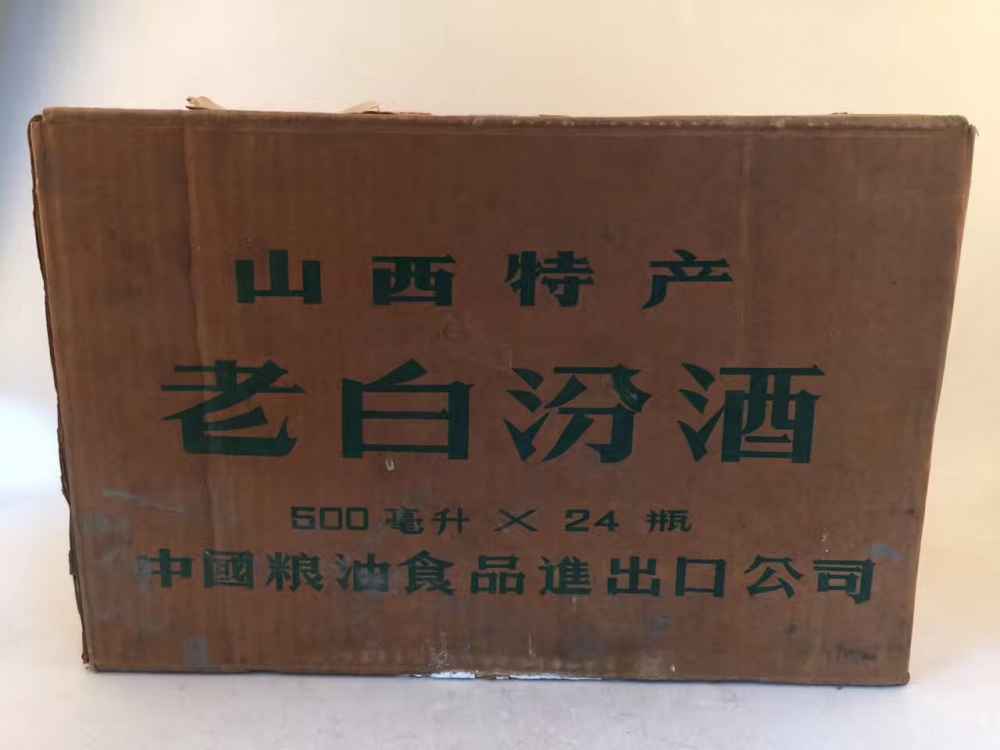 山西特产
老白汾酒
500毫升 × 24 瓶
中國粮油食品進出口公司